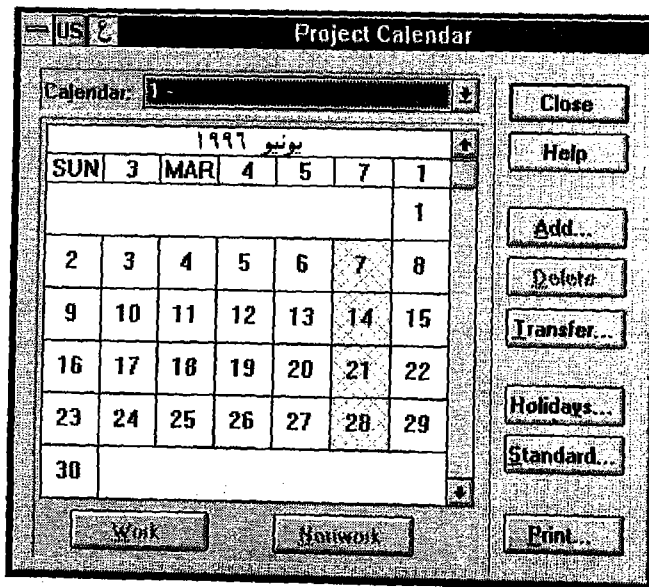 US ع Project Calendar
Calendar: 1 -
يونيو ١٩٩٦
SUN 3 MAR 4 5 7 1
1
2 3 4 5 6 7 8
9 10 11 12 13 14 15
16 17 18 19 20 21 22
23 24 25 26 27 28 29
30
Work Nonwork
Close
Help
Add...
Delete
Transfer...
Holidays...
Standard...
Print...